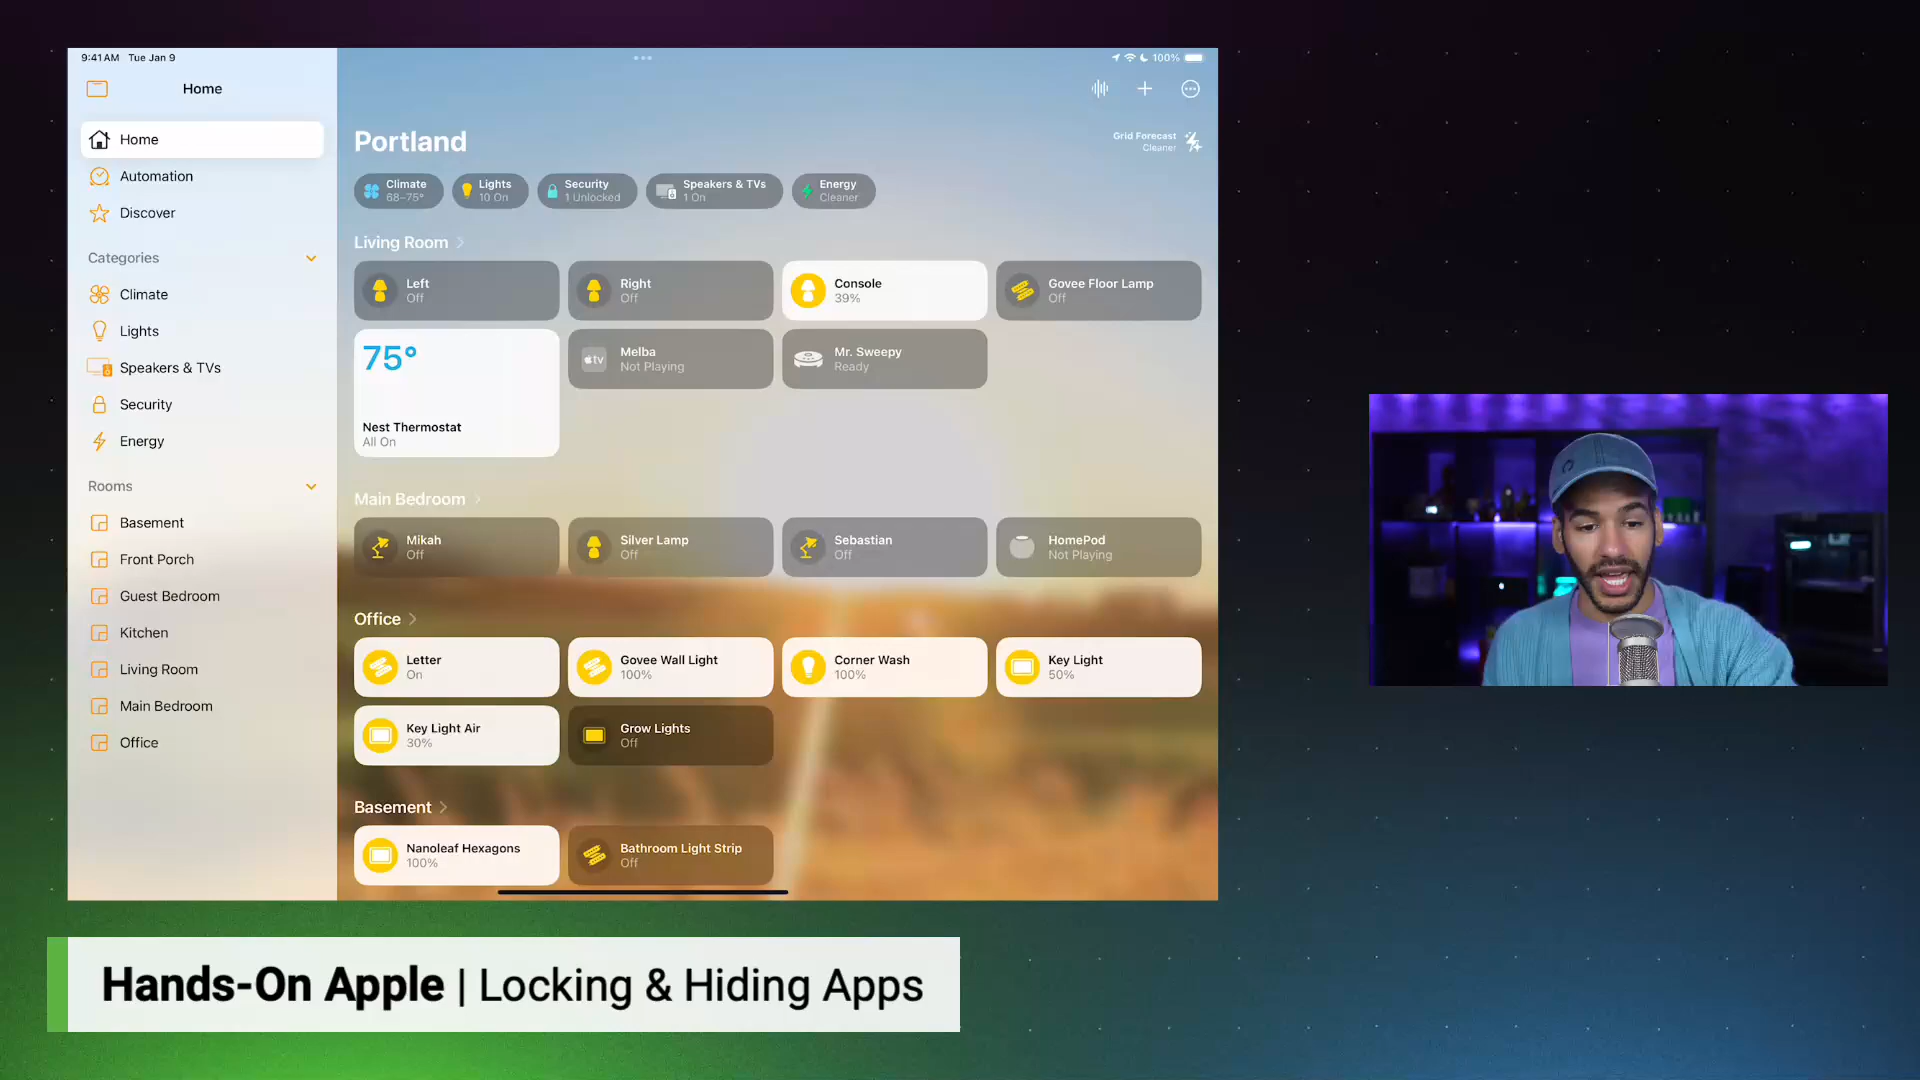 9:41 AM Tue Jan 9
100%
Home
Home
Automation
Discover
Categories
Climate
Lights
Speakers & TVs
Security
Energy
Rooms
Basement
Front Porch
Guest Bedroom
Kitchen
Living Room
Main Bedroom
Office
Portland
Grid Forecast
Cleaner
Climate
68–75°
Lights
10 On
Security
1 Unlocked
Speakers & TVs
1 On
Energy
Cleaner
Living Room
Left
Off
Right
Off
Console
39%
Govee Floor Lamp
Off
75°
Nest Thermostat
All On
tv
Melba
Not Playing
Mr. Sweepy
Ready
Main Bedroom
Mikah
Off
Silver Lamp
Off
Sebastian
Off
HomePod
Not Playing
Office
Letter
On
Govee Wall Light
100%
Corner Wash
100%
Key Light
50%
Key Light Air
30%
Grow Lights
Off
Basement
Nanoleaf Hexagons
100%
Bathroom Light Strip
Off
Hands-On Apple | Locking & Hiding Apps